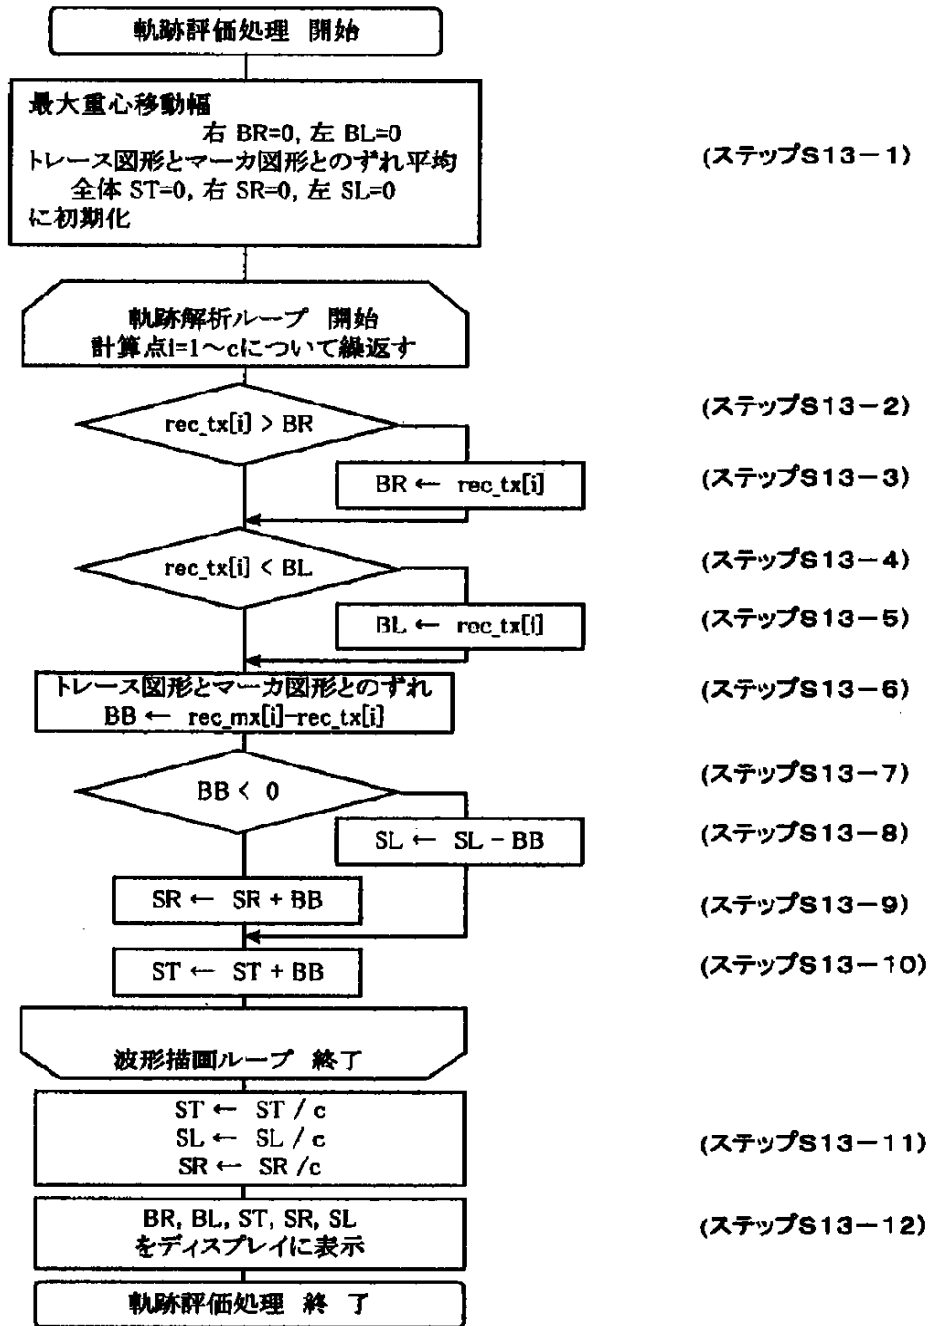 軌跡評価処理 開始
最大重心移動幅
右 BR=0, 左 BL=0
トレース図形とマーカ図形とのずれ平均
全体 ST=0, 右 SR=0, 左 SL=0
に初期化
(ステップS13-1)
軌跡解析ループ 開始
計算点i=1〜cについて繰返す
rec_tx[i] > BR
(ステップS13-2)
BR ← rec_tx[i]
(ステップS13-3)
rec_tx[i] < BL
(ステップS13-4)
BL ← rec_tx[i]
(ステップS13-5)
トレース図形とマーカ図形とのずれ
BB ← rec_mx[i]-rec_tx[i]
(ステップS13-6)
BB < 0
(ステップS13-7)
SL ← SL - BB
(ステップS13-8)
SR ← SR + BB
(ステップS13-9)
ST ← ST + BB
(ステップS13-10)
波形描画ループ 終了
ST ← ST / c
SL ← SL / c
SR ← SR /c
(ステップS13-11)
BR, BL, ST, SR, SL
をディスプレイに表示
(ステップS13-12)
軌跡評価処理 終 了